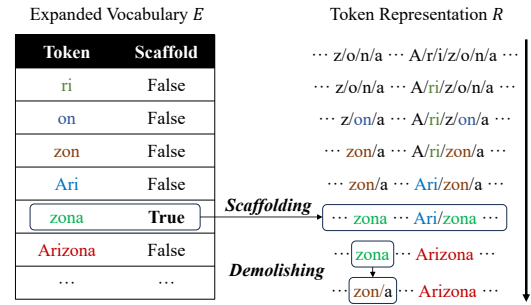 Expanded Vocabulary E
Token Representation R
Token Scaffold
ri False
on False
zon False
Ari False
zona True
Arizona False
⋯ ⋯
Scaffolding
Demolishing
⋯ z/o/n/a ⋯ A/r/i/z/o/n/a ⋯
⋯ z/o/n/a ⋯ A/ri/z/o/n/a ⋯
⋯ z/on/a ⋯ A/ri/z/on/a ⋯
⋯ zon/a ⋯ A/ri/zon/a ⋯
⋯ zon/a ⋯ Ari/zon/a ⋯
⋯ zona ⋯ Ari/zona ⋯
⋯ zona ⋯ Arizona ⋯
⋯ zon/a ⋯ Arizona ⋯